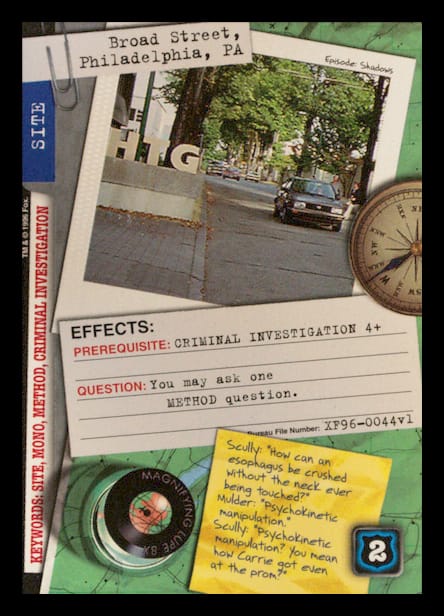 Broad Street,
Philadelphia, PA
Episode: Shadows
SITE
HTG
TM & © 1996 Fox.
KEYWORDS: SITE, MONO, METHOD, CRIMINAL INVESTIGATION
EFFECTS:
PREREQUISITE: CRIMINAL INVESTIGATION 4+
QUESTION: You may ask one
METHOD question.
Bureau File Number: XF96-0044v1
MAGNIFYING LUPE 8X
Scully: "How can an
esophagus be crushed
without the neck ever
being touched?"
Mulder: "Psychokinetic
manipulation."
Scully: "Psychokinetic
manipulation? You mean
how Carrie got even
at the prom?"
2